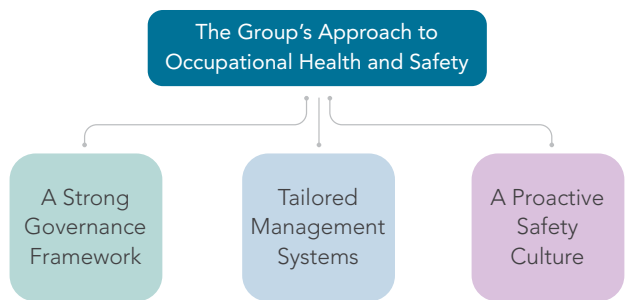 The Group’s Approach to
Occupational Health and Safety
A Strong
Governance
Framework
Tailored
Management
Systems
A Proactive
Safety
Culture